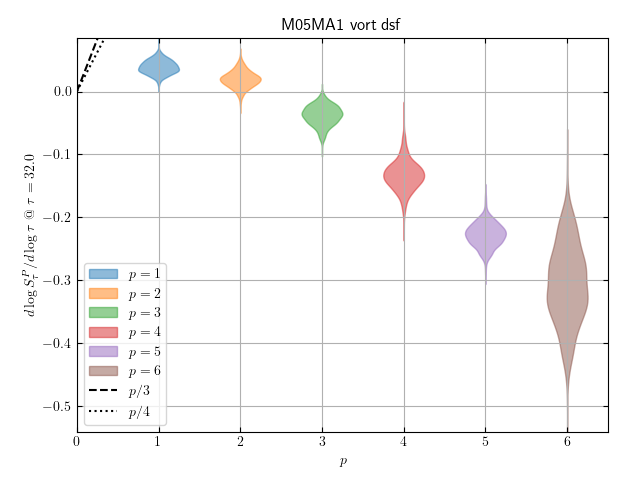 M05MA1 vort dsf
d log S_τ^p / d log τ @ τ = 32.0
0.0
−0.1
−0.2
−0.3
−0.4
−0.5
p = 1
p = 2
p = 3
p = 4
p = 5
p = 6
p/3
p/4
0 1 2 3 4 5 6
p